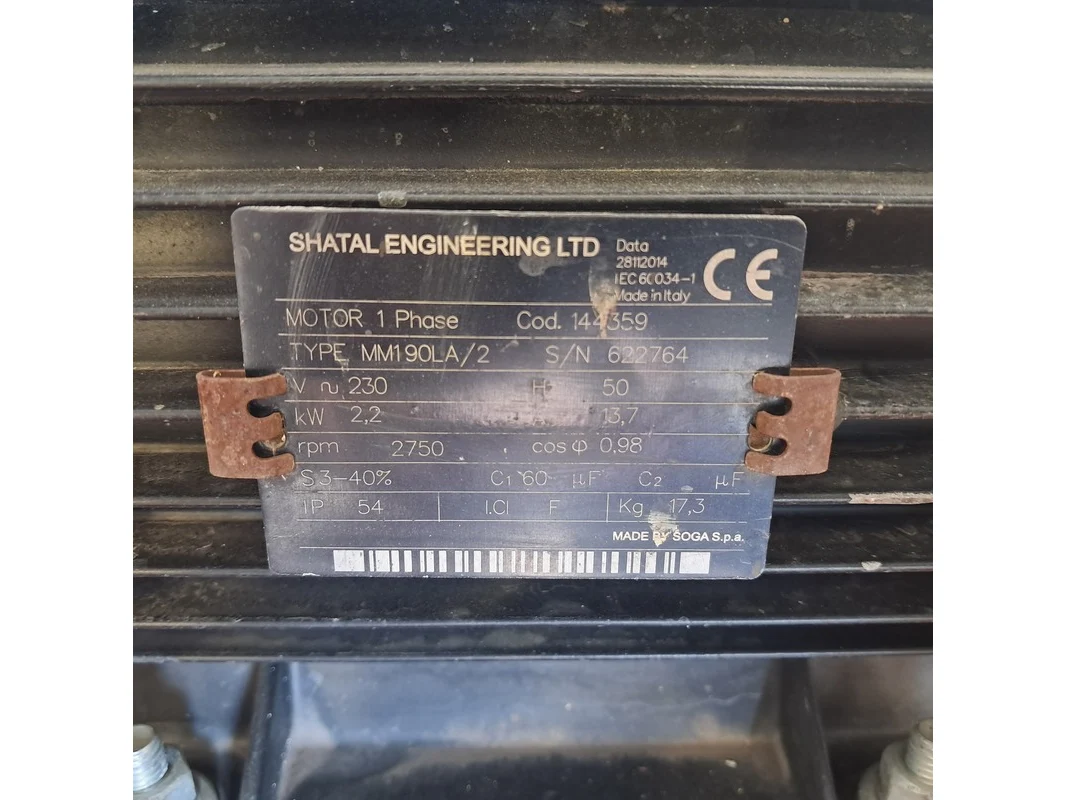 SHATAL ENGINEERING LTD
Data
28112014
IEC 60034-1
Made in Italy
CE
MOTOR 1 Phase Cod. 144359
TYPE MM190LA/2 S/N 622764
V ~ 230 H 50
kW 2,2 13,7
rpm 2750 cos φ 0,98
S3-40% C1 60 µF C2 µF
IP 54 I.Cl F Kg 17,3
MADE BY SOGA S.p.a.